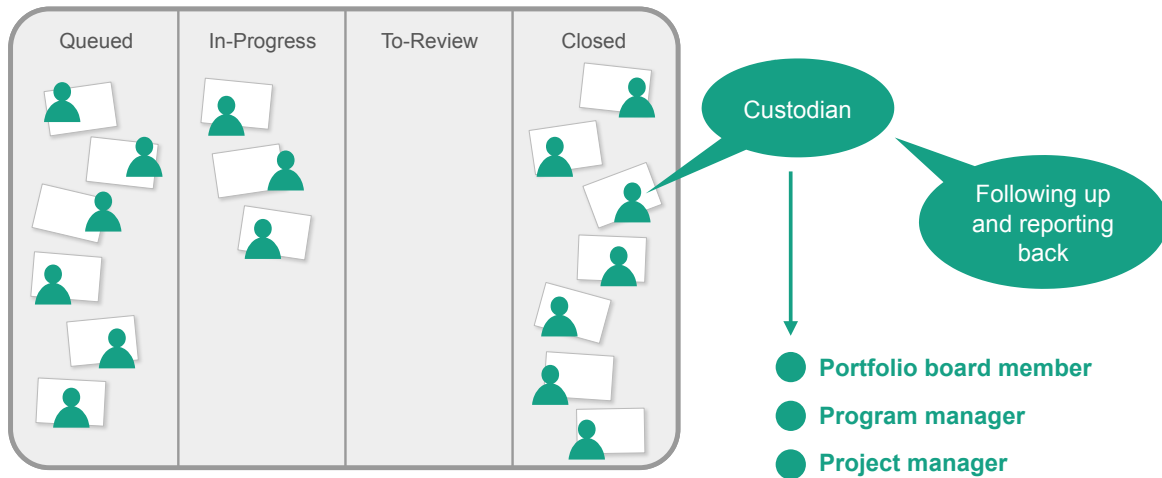 Queued
In-Progress
To-Review
Closed
Custodian
Following up
and reporting
back
Portfolio board member
Program manager
Project manager